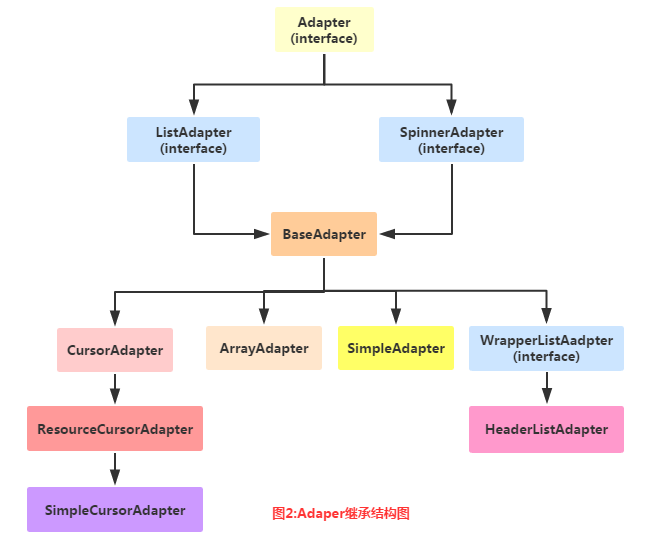 Adapter
(interface)
ListAdapter
(interface)
SpinnerAdapter
(interface)
BaseAdapter
CursorAdapter
ArrayAdapter
SimpleAdapter
WrapperListAadpter
(interface)
ResourceCursorAdapter
HeaderListAdapter
SimpleCursorAdapter
图2:Adaper继承结构图